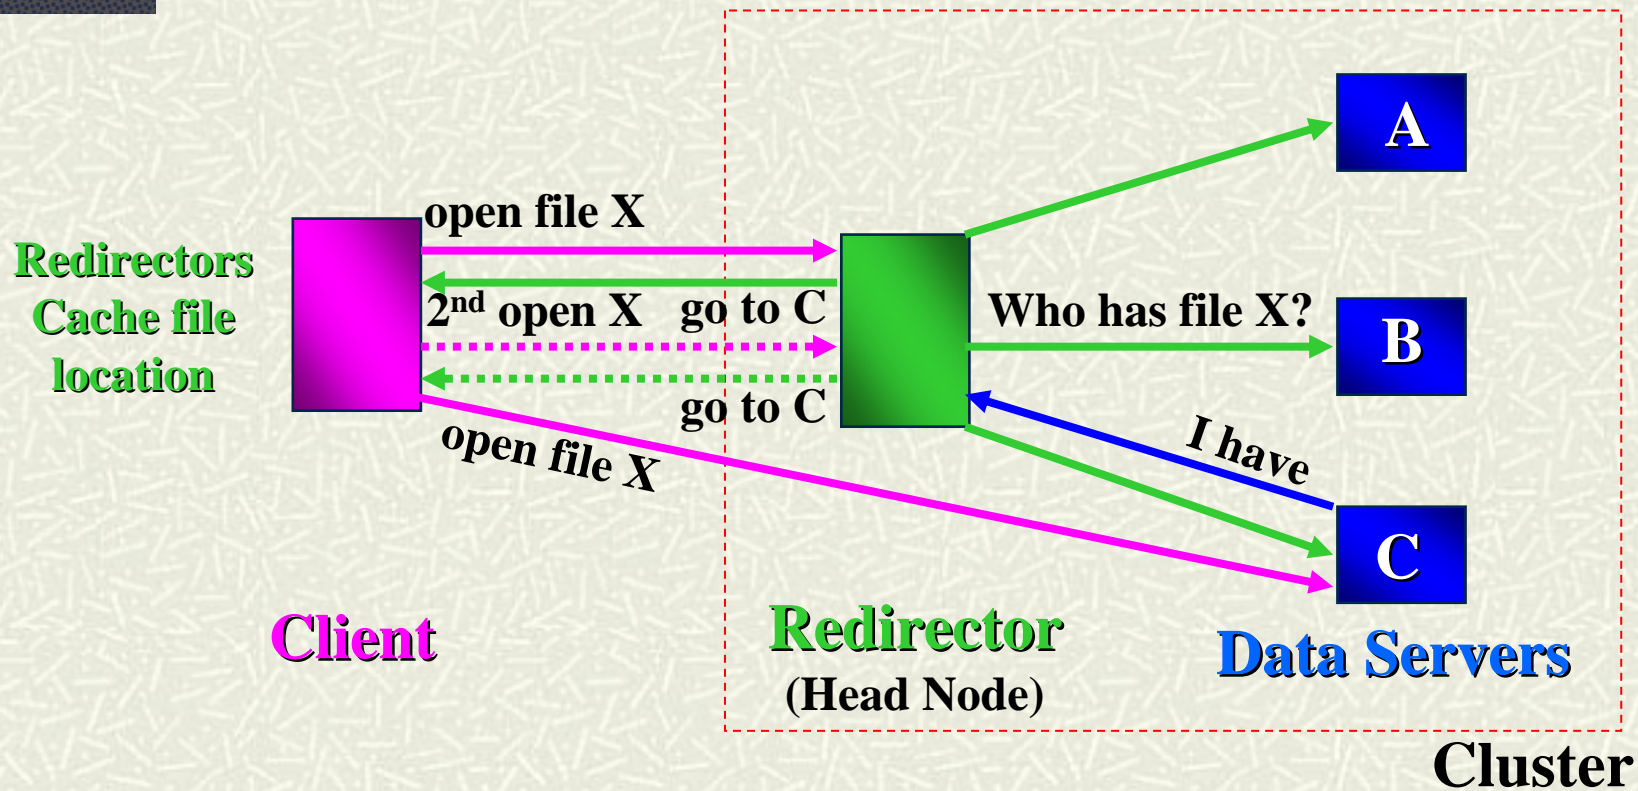 A
open file X
Redirectors
Cache file
location
2nd open X
go to C
Who has file X?
B
go to C
open file X
I have
C
Client
Redirector
(Head Node)
Data Servers
Cluster